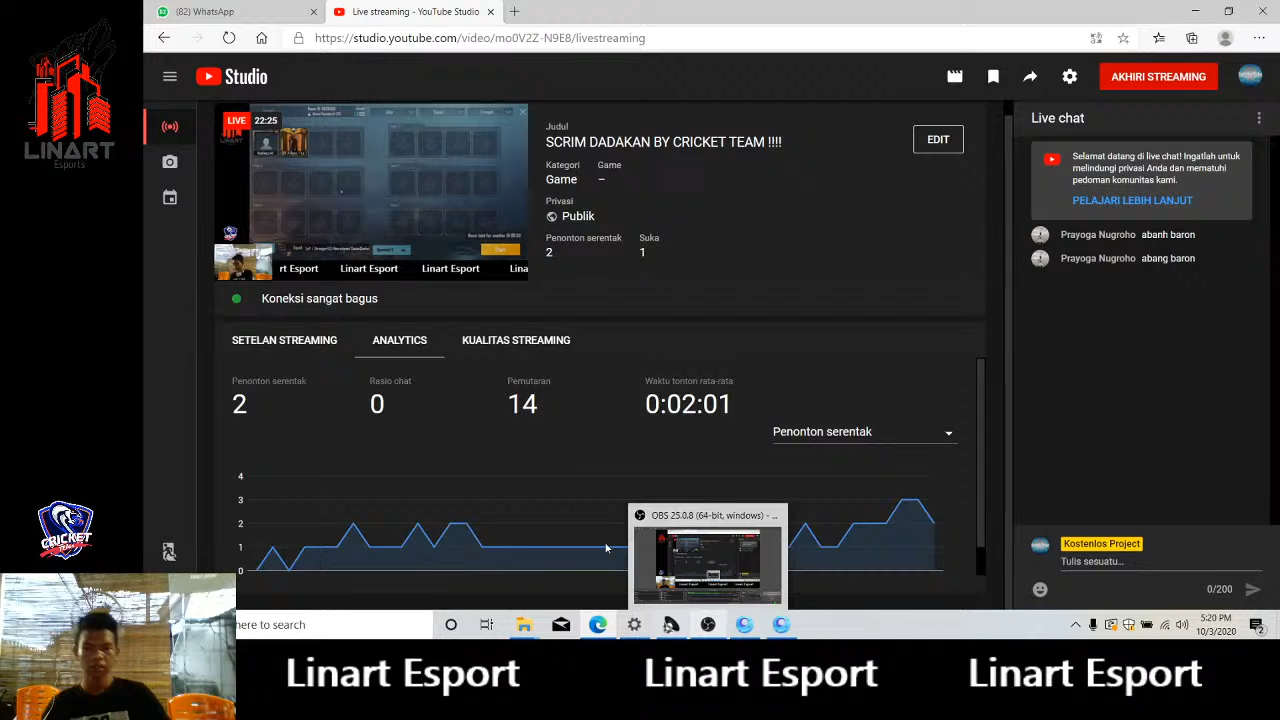 (82) WhatsApp
Live streaming - YouTube Studio
LINART
Esports
https://studio.youtube.com/video/mo0V2Z-N9E8/livestreaming
Studio
AKHIRI STREAMING
LIVE 22:25
Start
rt Esport Linart Esport Linart Esport Lina
Judul
SCRIM DADAKAN BY CRICKET TEAM !!!!
EDIT
Kategori Game
Game –
Privasi
Publik
Penonton serentak Suka
2 1
Koneksi sangat bagus
SETELAN STREAMING ANALYTICS KUALITAS STREAMING
Penonton serentak Rasio chat Pemutaran Waktu tonton rata-rata
2 0 14 0:02:01
Penonton serentak
4
3
2
1
0
OBS 25.0.8 (64-bit, windows) - ...
Live chat
Selamat datang di live chat! Ingatlah untuk
melindungi privasi Anda dan mematuhi
pedoman komunitas kami.
PELAJARI LEBIH LANJUT
Prayoga Nugroho abanh baron
Prayoga Nugroho abang baron
Kostenlos Project
Tulis sesuatu...
0/200
CRICKET
TEAM
here to search
5:20 PM
10/3/2020
2
Linart Esport Linart Esport Linart Esport